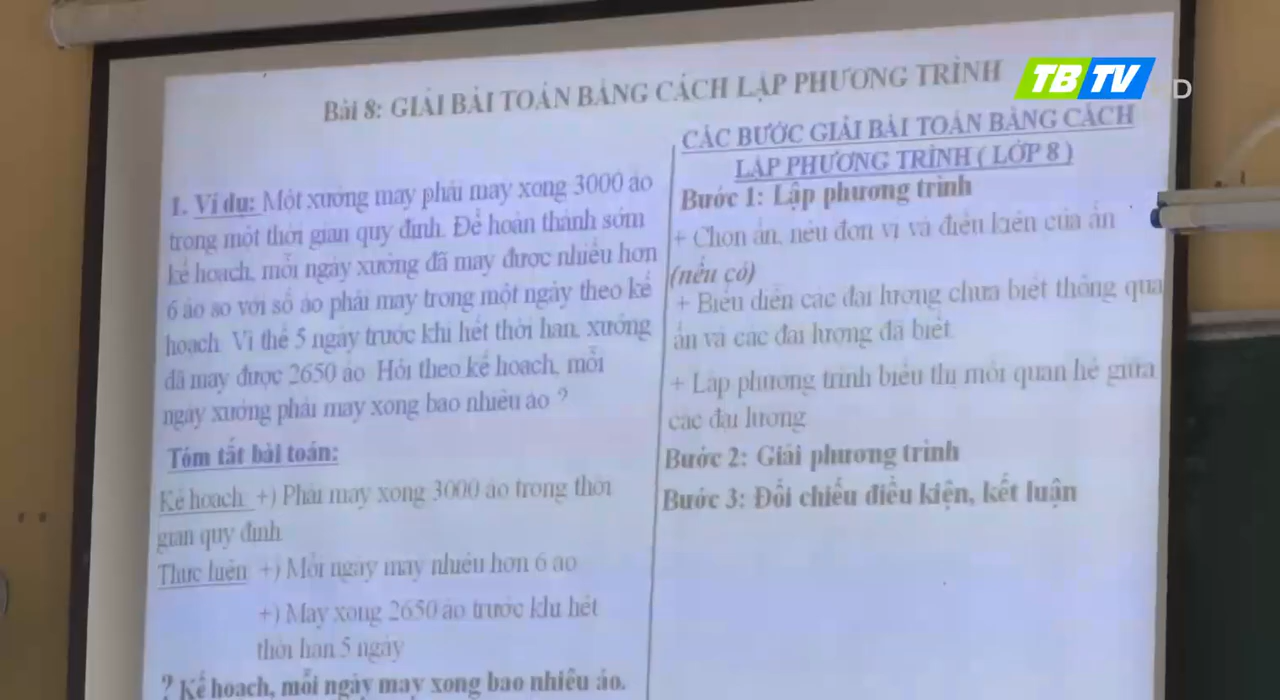 TBTV
D
Bài 8: GIẢI BÀI TOÁN BẰNG CÁCH LẬP PHƯƠNG TRÌNH
1. Ví dụ: Một xưởng may phải may xong 3000 áo
trong một thời gian quy định. Để hoàn thành sớm
kế hoạch, mỗi ngày xưởng đã may được nhiều hơn
6 áo so với số áo phải may trong một ngày theo kế
hoạch. Vì thế 5 ngày trước khi hết thời hạn, xưởng
đã may được 2650 áo. Hỏi theo kế hoạch, mỗi
ngày xưởng phải may xong bao nhiêu áo ?
Tóm tắt bài toán:
Kế hoạch: +) Phải may xong 3000 áo trong thời
gian quy định
Thực hiện +) Mỗi ngày may nhiều hơn 6 áo
+) May xong 2650 áo trước khi hết
thời hạn 5 ngày
? Kế hoạch, mỗi ngày may xong bao nhiêu áo.
CÁC BƯỚC GIẢI BÀI TOÁN BẰNG CÁCH
LẬP PHƯƠNG TRÌNH ( LỚP 8 )
Bước 1: Lập phương trình
+ Chọn ẩn, nêu đơn vị và điều kiện của ẩn
(nếu có)
+ Biểu diễn các đại lượng chưa biết thông qua
ẩn và các đại lượng đã biết.
+ Lập phương trình biểu thị mối quan hệ giữa
các đại lượng
Bước 2: Giải phương trình
Bước 3: Đối chiếu điều kiện, kết luận